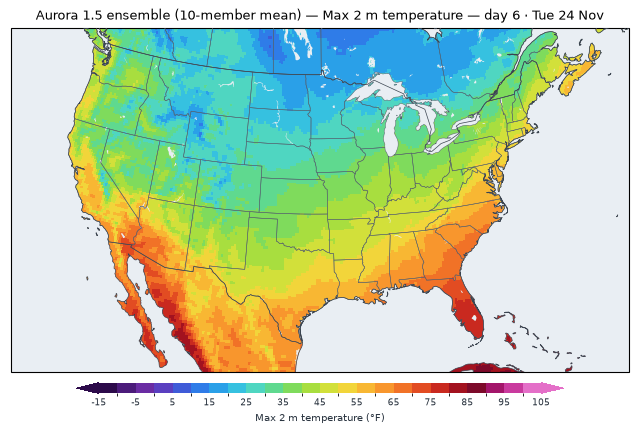 Aurora 1.5 ensemble (10-member mean) — Max 2 m temperature — day 6 · Tue 24 Nov
-15 -5 5 15 25 35 45 55 65 75 85 95 105
Max 2 m temperature (°F)